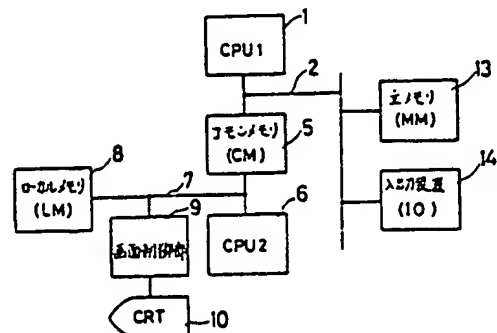 1
CPU1
2
13
主メモリ
(MM)
コモンメモリ
(CM)
5
8
ローカルメモリ
(LM)
7
14
入出力装置
(IO)
9
6
画面制御部
CPU2
CRT
10